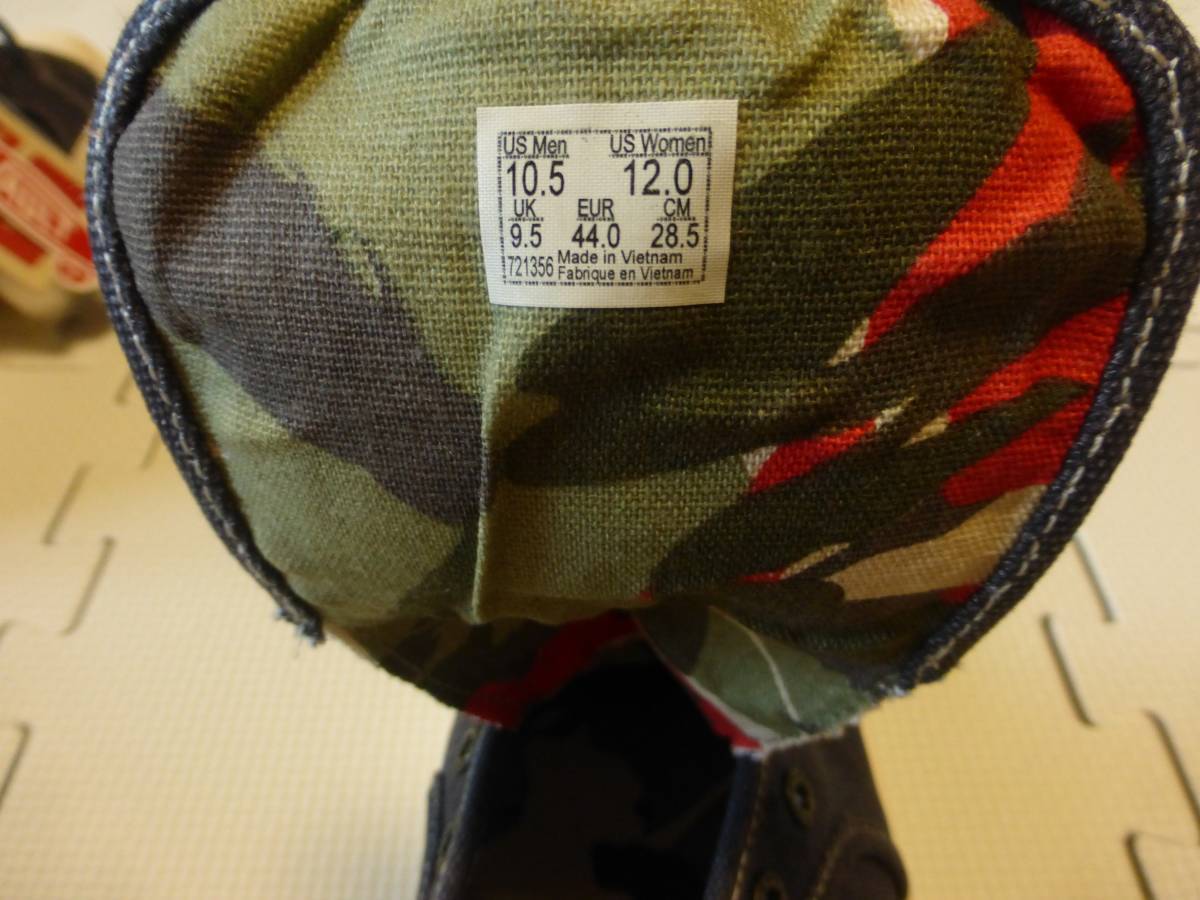 US Men US Women
10.5 12.0
UK EUR CM
9.5 44.0 28.5
721356 Made in Vietnam
Fabrique en Vietnam